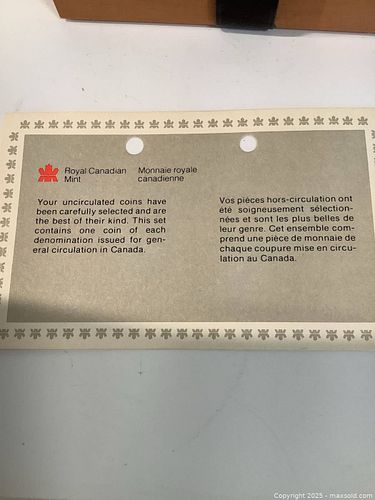 Royal Canadian
Mint
Monnaie royale
canadienne
Your uncirculated coins have
been carefully selected and are
the best of their kind. This set
contains one coin of each
denomination issued for gen-
eral circulation in Canada.
Vos pièces hors-circulation ont
été soigneusement sélection-
nées et sont les plus belles de
leur genre. Cet ensemble com-
prend une pièce de monnaie de
chaque coupure mise en circu-
lation au Canada.
Copyright 2025 - maxsold.com